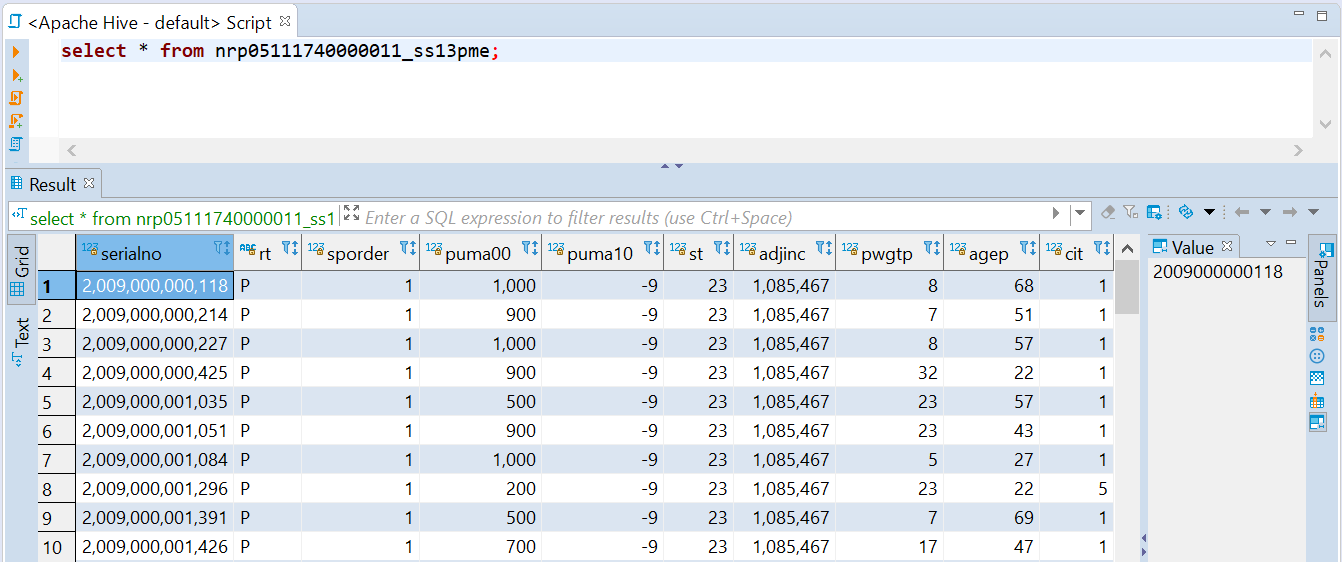 <Apache Hive - default> Script
select * from nrp05111740000011_ss13pme;
Result
select * from nrp05111740000011_ss1 Enter a SQL expression to filter results (use Ctrl+Space)
Grid
Text
123 serialno ABC rt 123 sporder 123 puma00 123 puma10 123 st 123 adjinc 123 pwgtp 123 agep 123 cit
1 2,009,000,000,118 P 1 1,000 -9 23 1,085,467 8 68 1
2 2,009,000,000,214 P 1 900 -9 23 1,085,467 7 51 1
3 2,009,000,000,227 P 1 1,000 -9 23 1,085,467 8 57 1
4 2,009,000,000,425 P 1 900 -9 23 1,085,467 32 22 1
5 2,009,000,001,035 P 1 500 -9 23 1,085,467 23 57 1
6 2,009,000,001,051 P 1 900 -9 23 1,085,467 23 43 1
7 2,009,000,001,084 P 1 1,000 -9 23 1,085,467 5 27 1
8 2,009,000,001,296 P 1 200 -9 23 1,085,467 23 22 5
9 2,009,000,001,391 P 1 500 -9 23 1,085,467 7 69 1
10 2,009,000,001,426 P 1 700 -9 23 1,085,467 17 47 1
Value
2009000000118
Panels